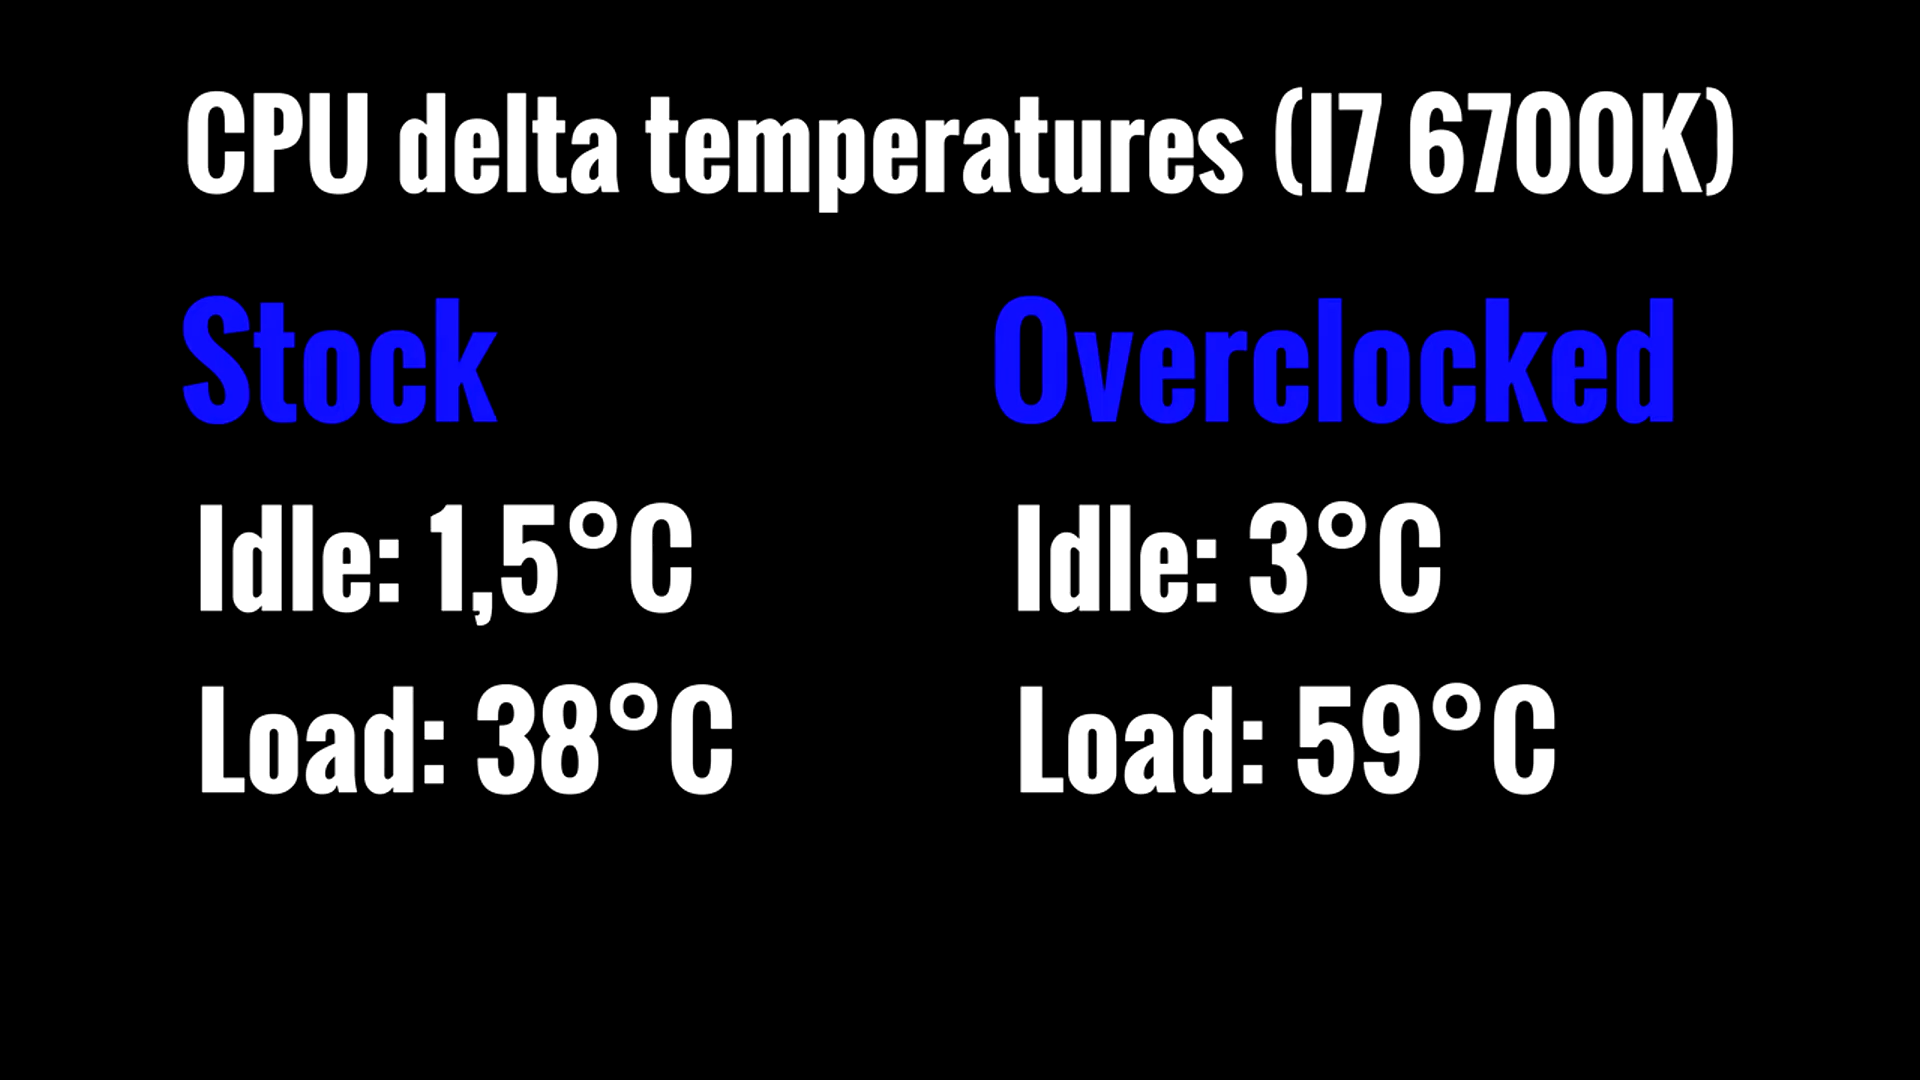 CPU delta temperatures (I7 6700K)
Stock
Overclocked
Idle: 1,5°C
Idle: 3°C
Load: 38°C
Load: 59°C